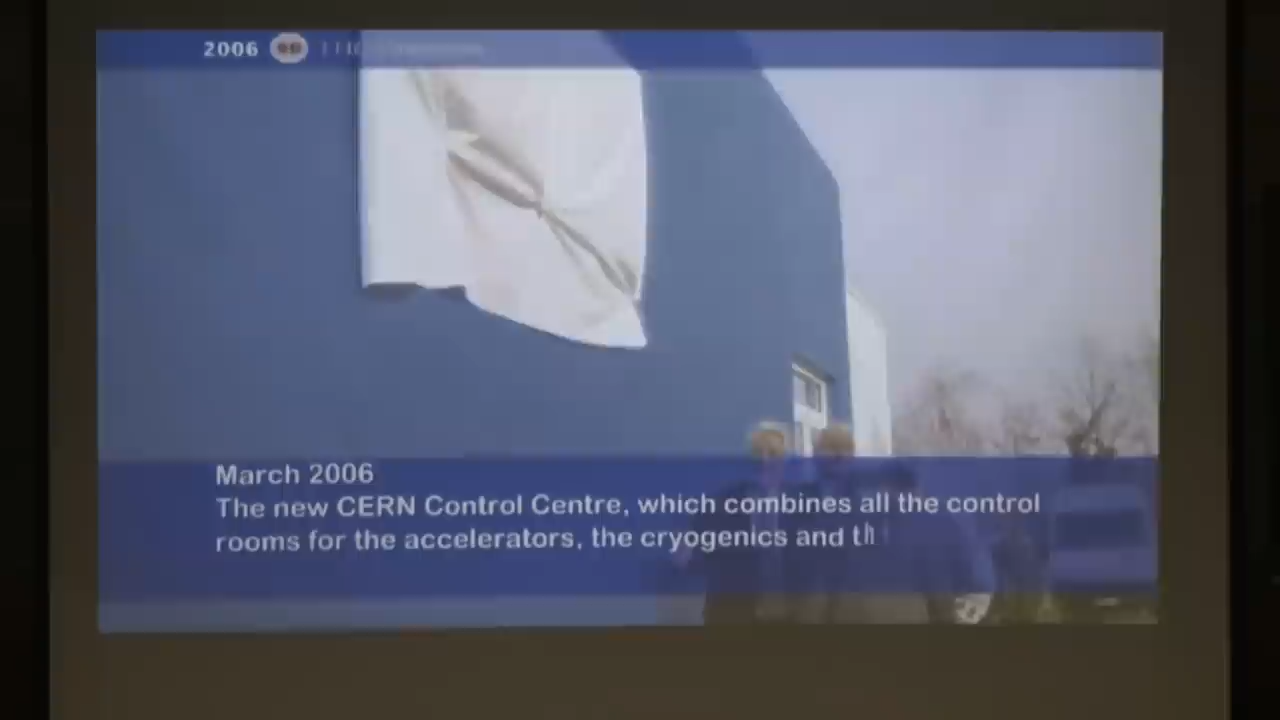 2006
March 2006
The new CERN Control Centre, which combines all the control
rooms for the accelerators, the cryogenics and th